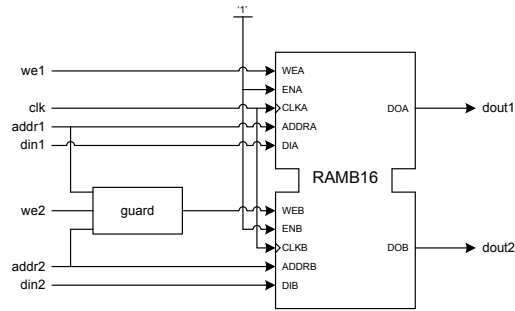 '1'
we1
WEA
ENA
clk
CLKA
DOA
dout1
addr1
ADDRA
din1
DIA
RAMB16
guard
we2
WEB
ENB
CLKB
DOB
dout2
addr2
ADDRB
din2
DIB